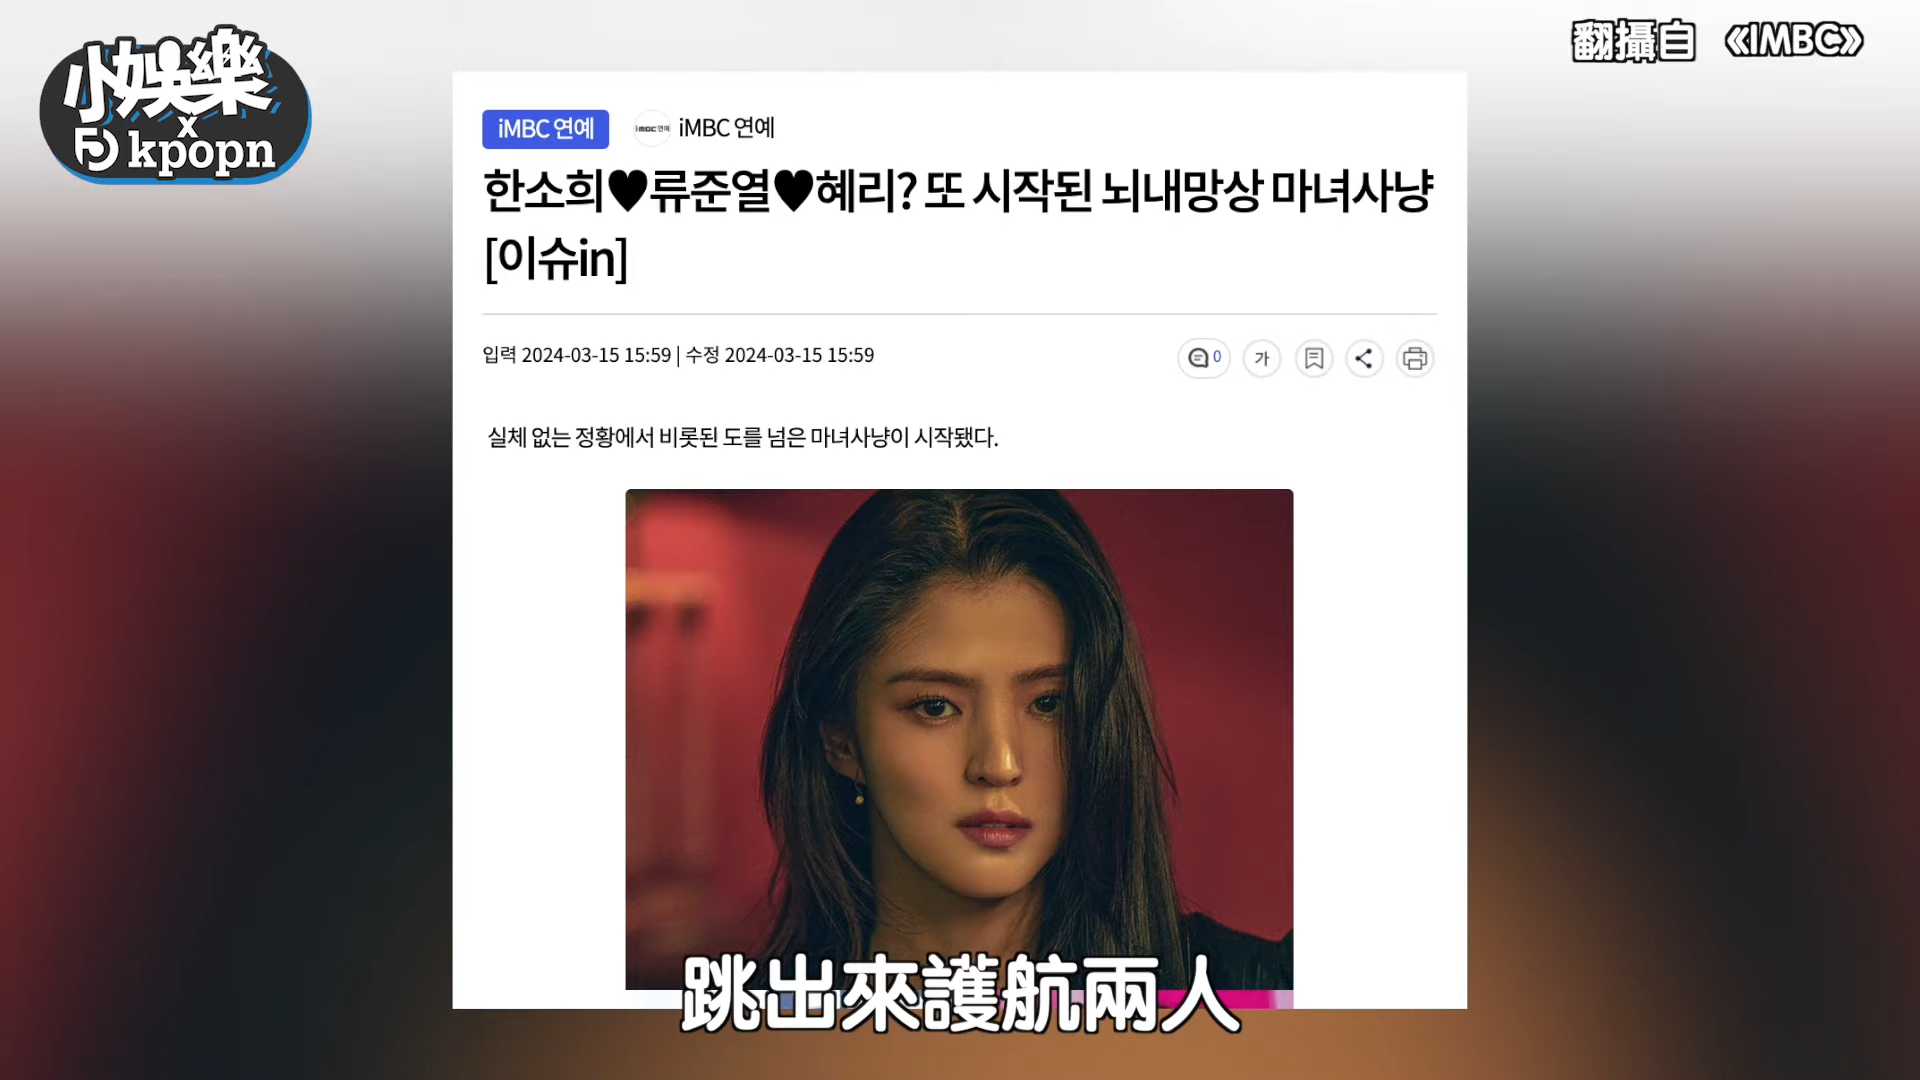 小娛樂
x
kpopn
翻攝自 《IMBC》
iMBC 연예
iMBC 연예 iMBC 연예
한소희♥류준열♥혜리? 또 시작된 뇌내망상 마녀사냥
[이슈in]
입력 2024-03-15 15:59 | 수정 2024-03-15 15:59
0
가
실체 없는 정황에서 비롯된 도를 넘은 마녀사냥이 시작됐다.
跳出來護航兩人